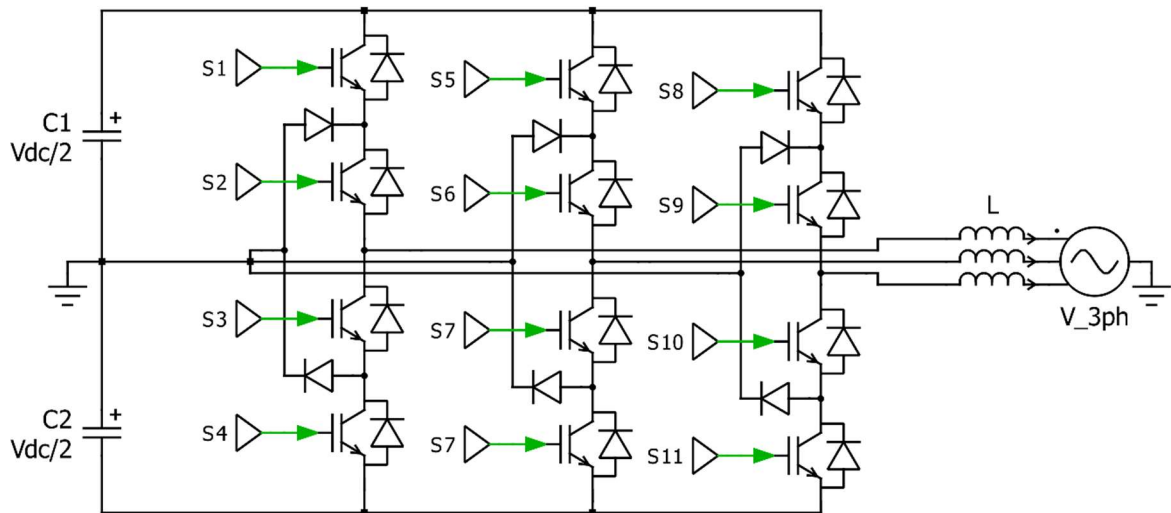 S1
S5
S8
C1
+
Vdc/2
S2
S6
S9
L
V_3ph
S3
S7
S10
C2
+
Vdc/2
S4
S7
S11